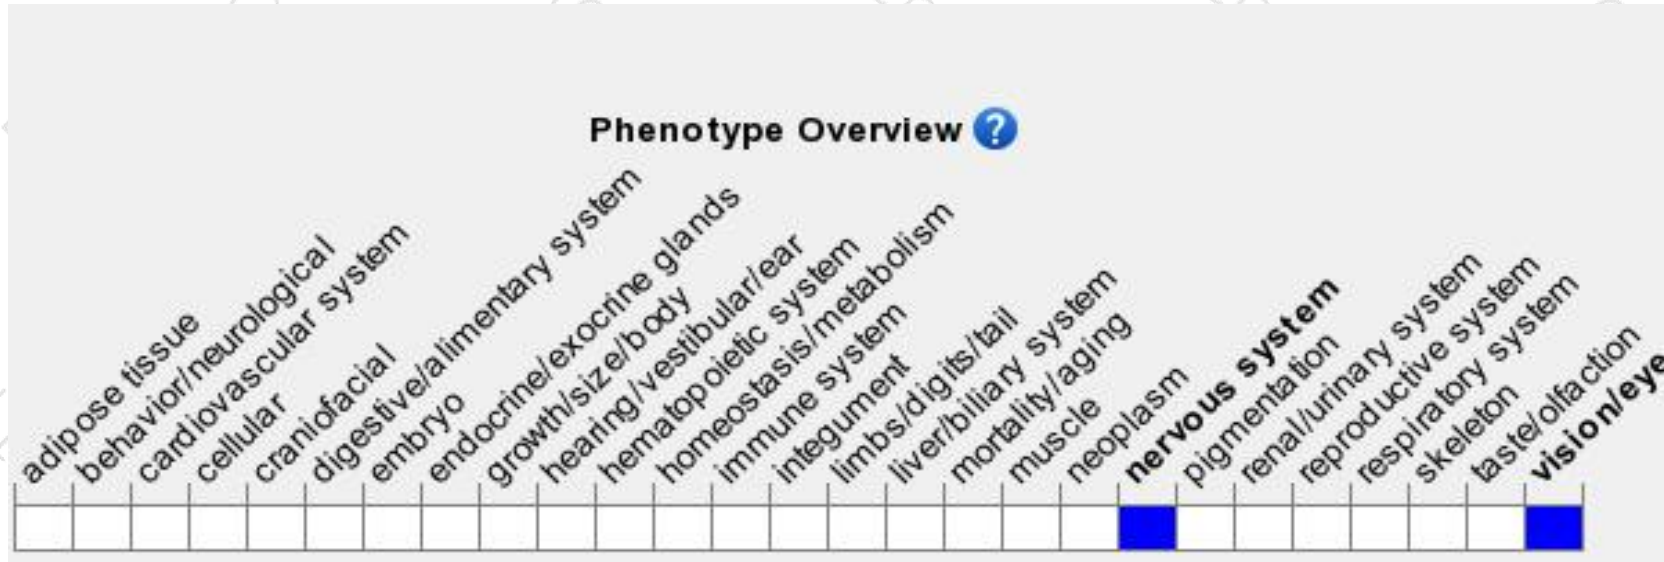 Phenotype Overview ?
adipose tissue
behavior/neurological
cardiovascular system
cellular
craniofacial
digestive/alimentary system
embryo
endocrine/exocrine glands
growth/size/body
hearing/vestibular/ear
hematopoietic system
homeostasis/metabolism
immune system
integument
limbs/digits/tail
liver/biliary system
mortality/aging
muscle
neoplasm
nervous system
pigmentation
renal/urinary system
reproductive system
respiratory system
skeleton
taste/olfaction
vision/eye